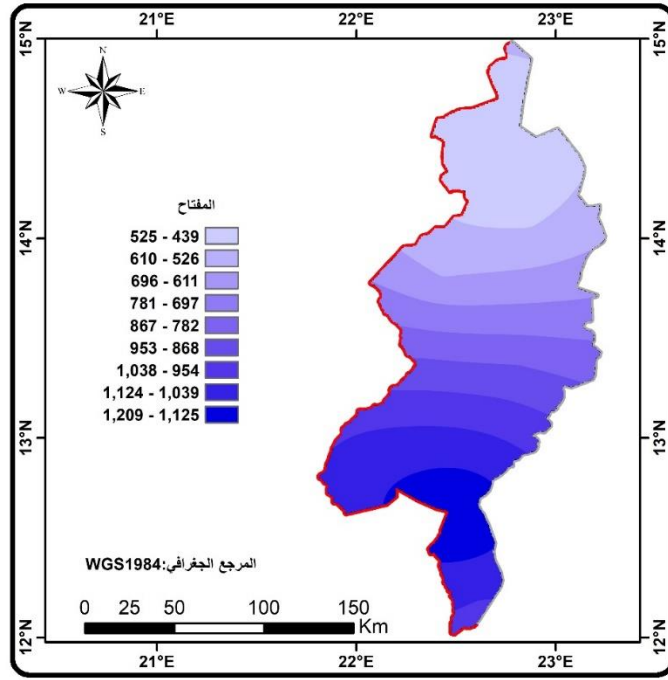 21°E 22°E 23°E
15°N 15°N
N
W E
S
المفتاح
525 - 439
610 - 526
696 - 611
781 - 697
867 - 782
953 - 868
1,038 - 954
1,124 - 1,039
1,209 - 1,125
14°N 14°N
13°N 13°N
المرجع الجغرافي:WGS1984
0 25 50 100 150
Km
12°N 12°N
21°E 22°E 23°E